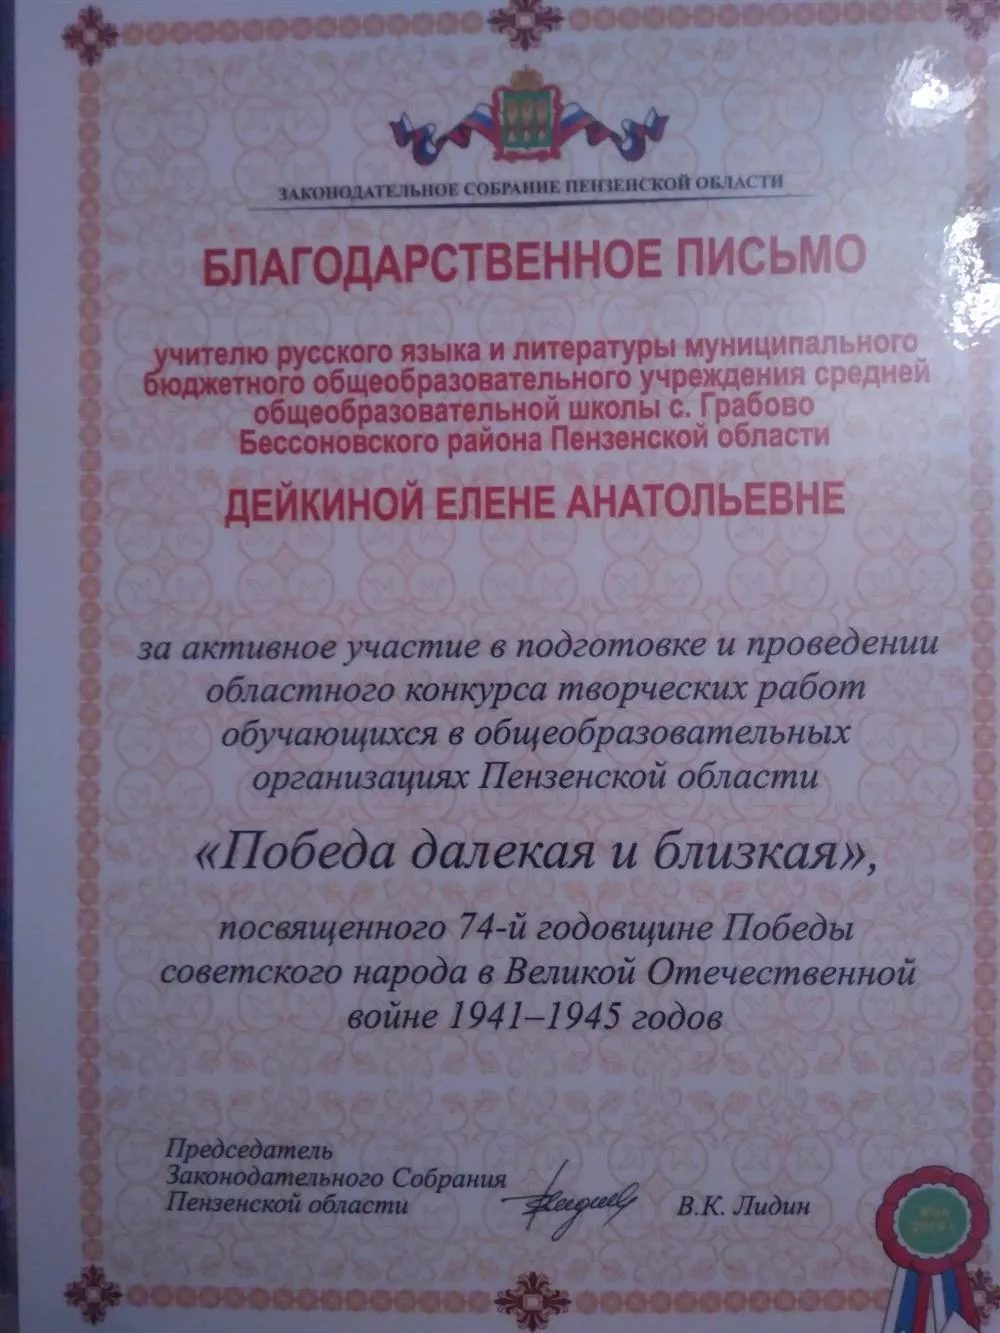 ЗАКОНОДАТЕЛЬНОЕ СОБРАНИЕ ПЕНЗЕНСКОЙ ОБЛАСТИ
БЛАГОДАРСТВЕННОЕ ПИСЬМО
учителю русского языка и литературы муниципального
бюджетного общеобразовательного учреждения средней
общеобразовательной школы с. Грабово
Бессоновского района Пензенской области
ДЕЙКИНОЙ ЕЛЕНЕ АНАТОЛЬЕВНЕ
за активное участие в подготовке и проведении
областного конкурса творческих работ
обучающихся в общеобразовательных
организациях Пензенской области
«Победа далекая и близкая»,
посвященного 74-й годовщине Победы
советского народа в Великой Отечественной
войне 1941–1945 годов
Председатель
Законодательного Собрания
Пензенской области
В.К. Лидин
Май
2019 г.